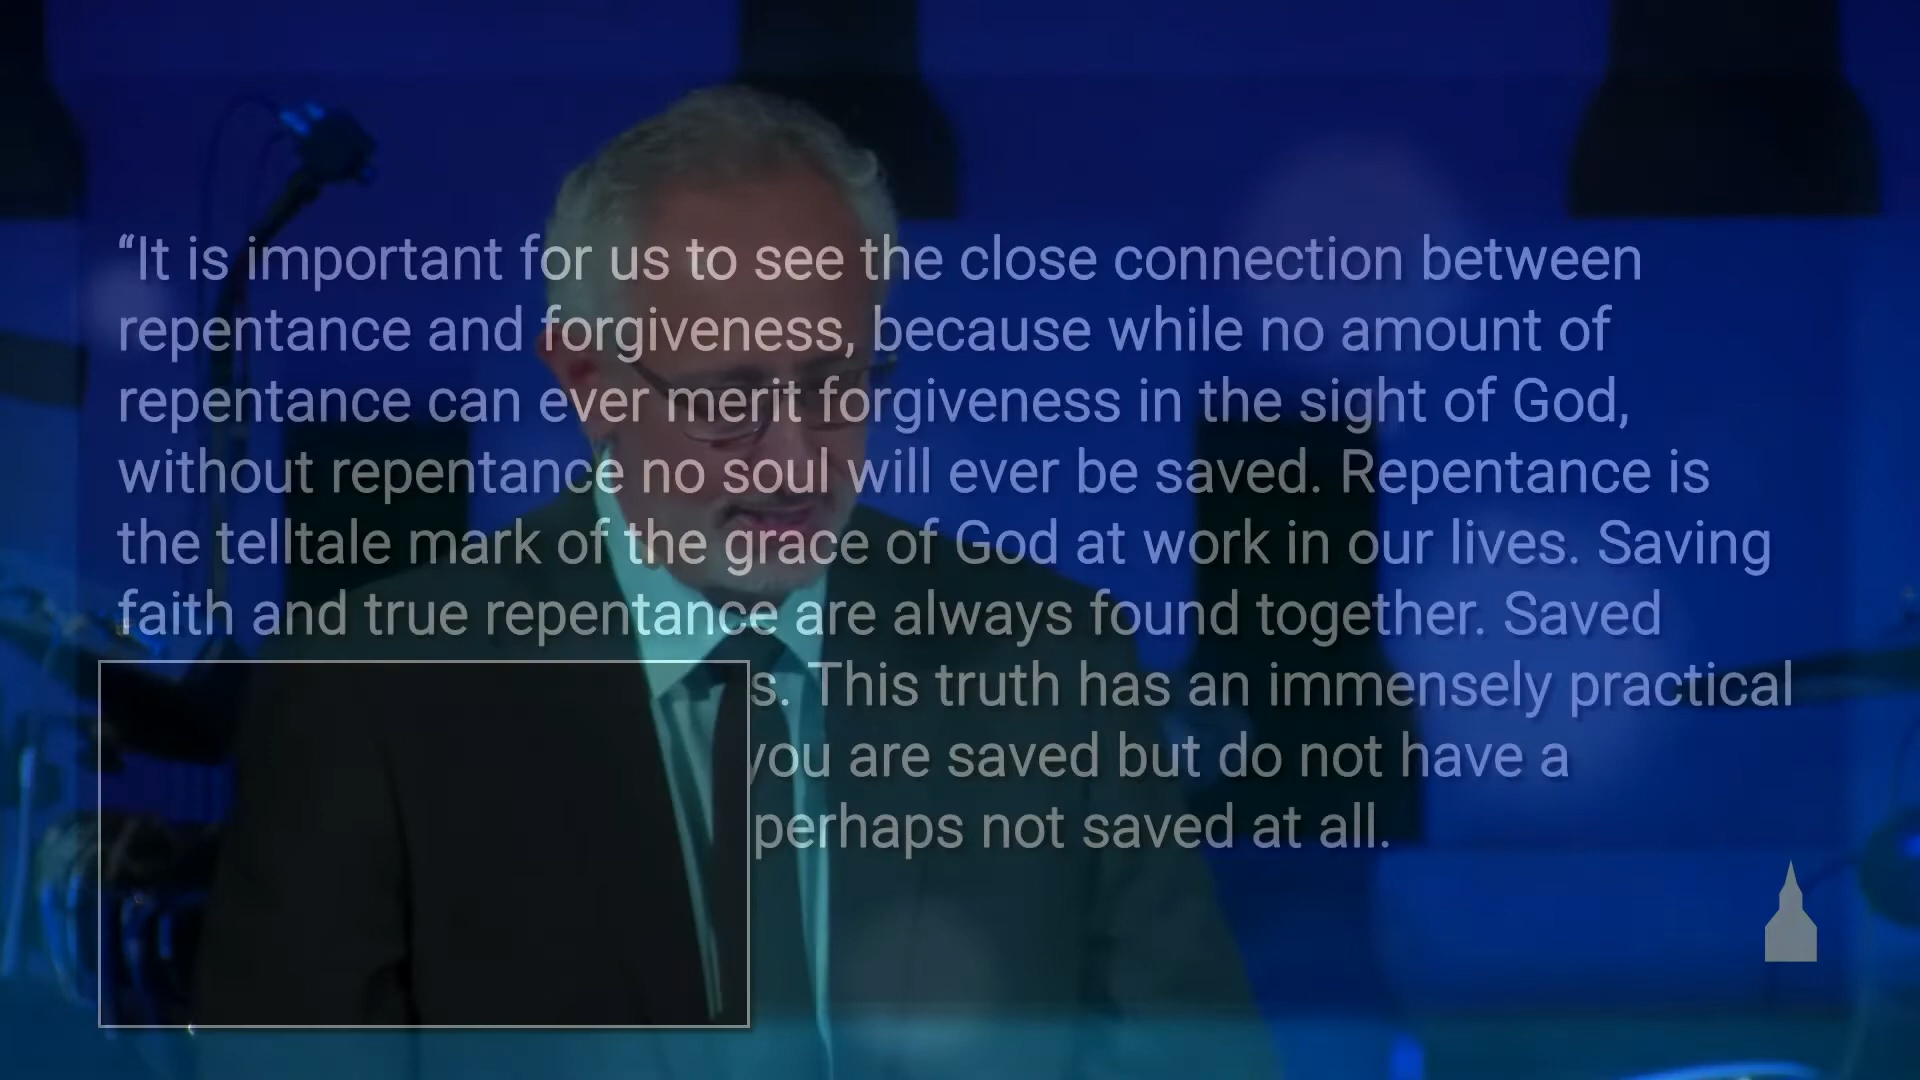 “It is important for us to see the close connection between
repentance and forgiveness, because while no amount of
repentance can ever merit forgiveness in the sight of God,
without repentance no soul will ever be saved. Repentance is
the telltale mark of the grace of God at work in our lives. Saving
faith and true repentance are always found together. Saved
s. This truth has an immensely practical
you are saved but do not have a
perhaps not saved at all.